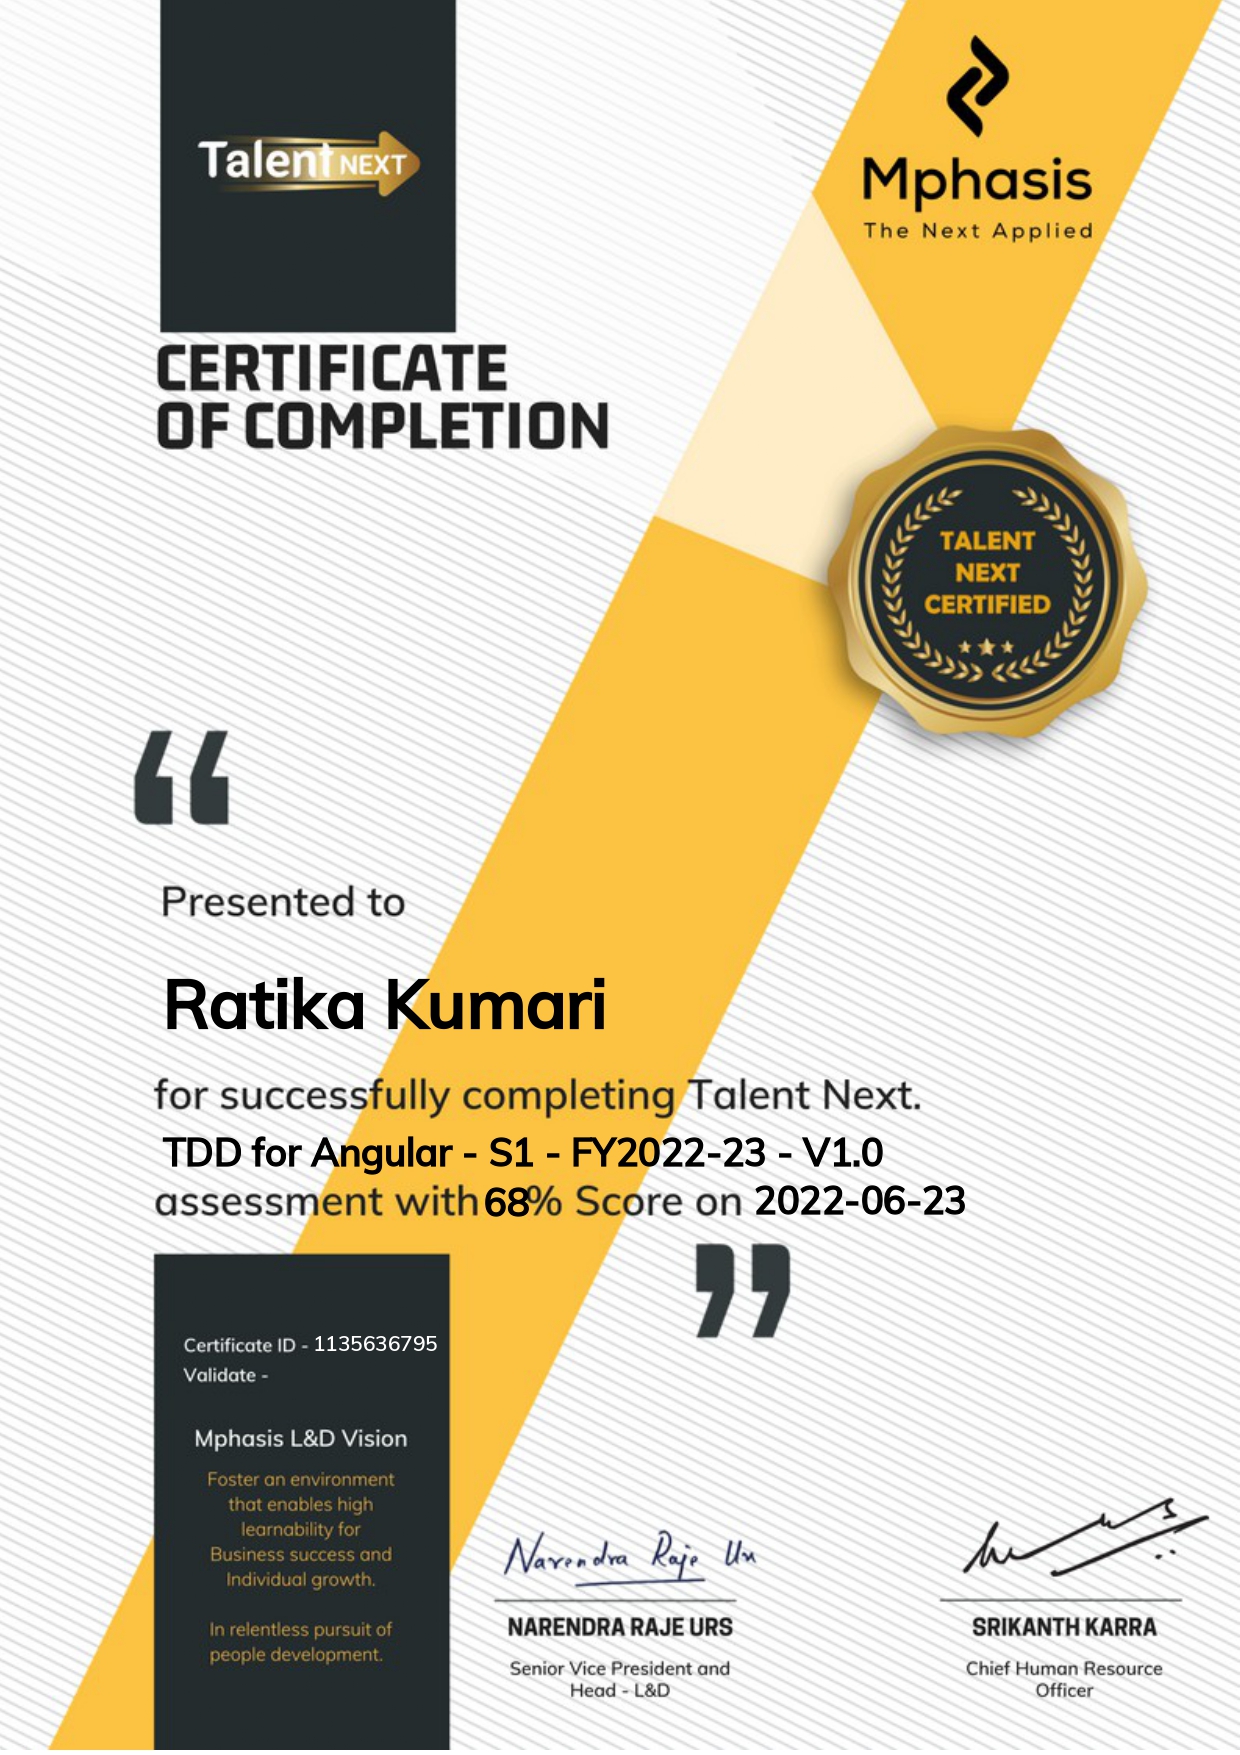 Talent NEXT
Mphasis
The Next Applied
CERTIFICATE
OF COMPLETION
TALENT
NEXT
CERTIFIED
“
Presented to
Ratika Kumari
for successfully completing Talent Next.
TDD for Angular - S1 - FY2022-23 - V1.0
assessment with 68% Score on 2022-06-23
”
Certificate ID - 1135636795
Validate -
Mphasis L&D Vision
Foster an environment
that enables high
learnability for
Business success and
Individual growth.
In relentless pursuit of
people development.
Narendra Raje Urs
NARENDRA RAJE URS
Senior Vice President and
Head - L&D
SRIKANTH KARRA
Chief Human Resource
Officer